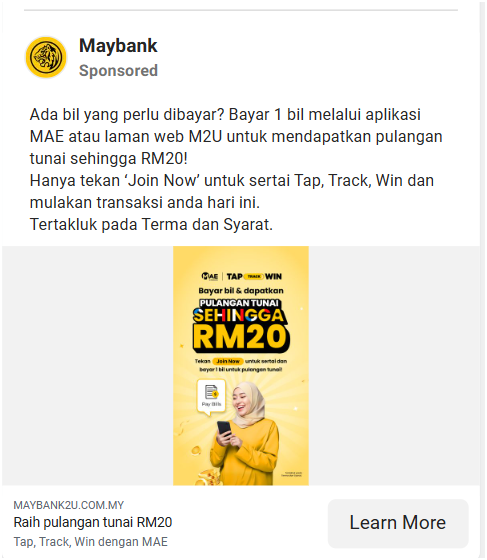 Maybank
Sponsored
Ada bil yang perlu dibayar? Bayar 1 bil melalui aplikasi
MAE atau laman web M2U untuk mendapatkan pulangan
tunai sehingga RM20!
Hanya tekan ‘Join Now’ untuk sertai Tap, Track, Win dan
mulakan transaksi anda hari ini.
Tertakluk pada Terma dan Syarat.
MAE | TAP TRACK WIN
Bayar bil & dapatkan
PULANGAN TUNAI
SEHINGGA
RM20
Tekan Join Now untuk sertai dan
bayar 1 bil untuk pulangan tunai!
Pay Bills
MAYBANK2U.COM.MY
Raih pulangan tunai RM20
Tap, Track, Win dengan MAE
Learn More